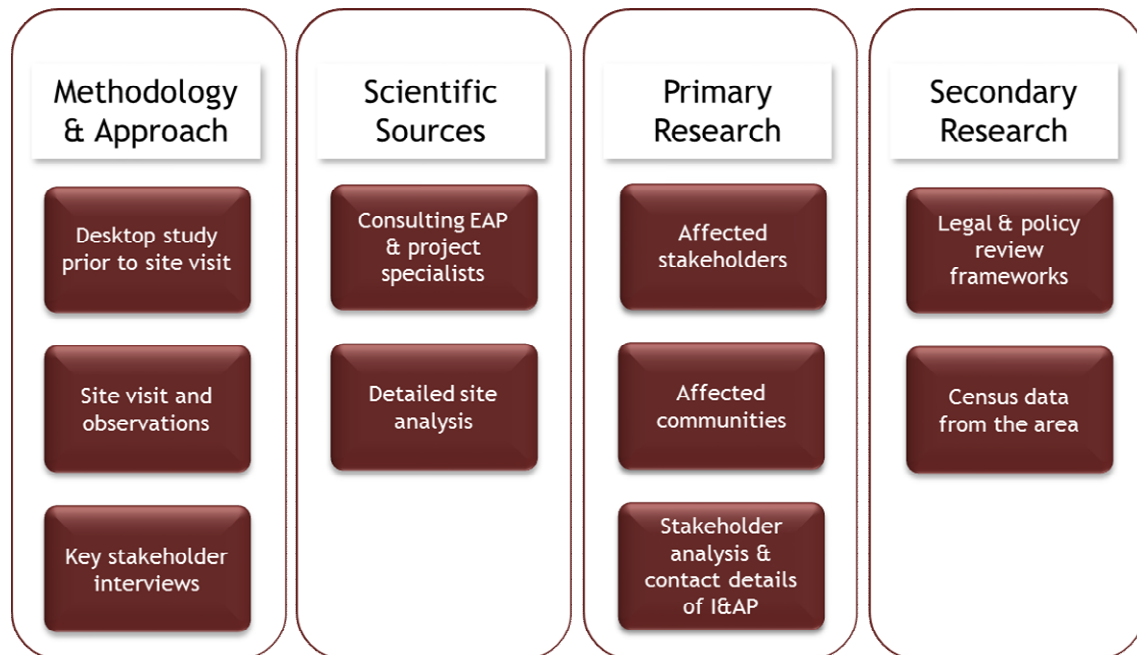 Methodology
& Approach
Desktop study
prior to site visit
Site visit and
observations
Key stakeholder
interviews
Scientific
Sources
Consulting EAP
& project
specialists
Detailed site
analysis
Primary
Research
Affected
stakeholders
Affected
communities
Stakeholder
analysis &
contact details
of I&AP
Secondary
Research
Legal & policy
review
frameworks
Census data
from the area